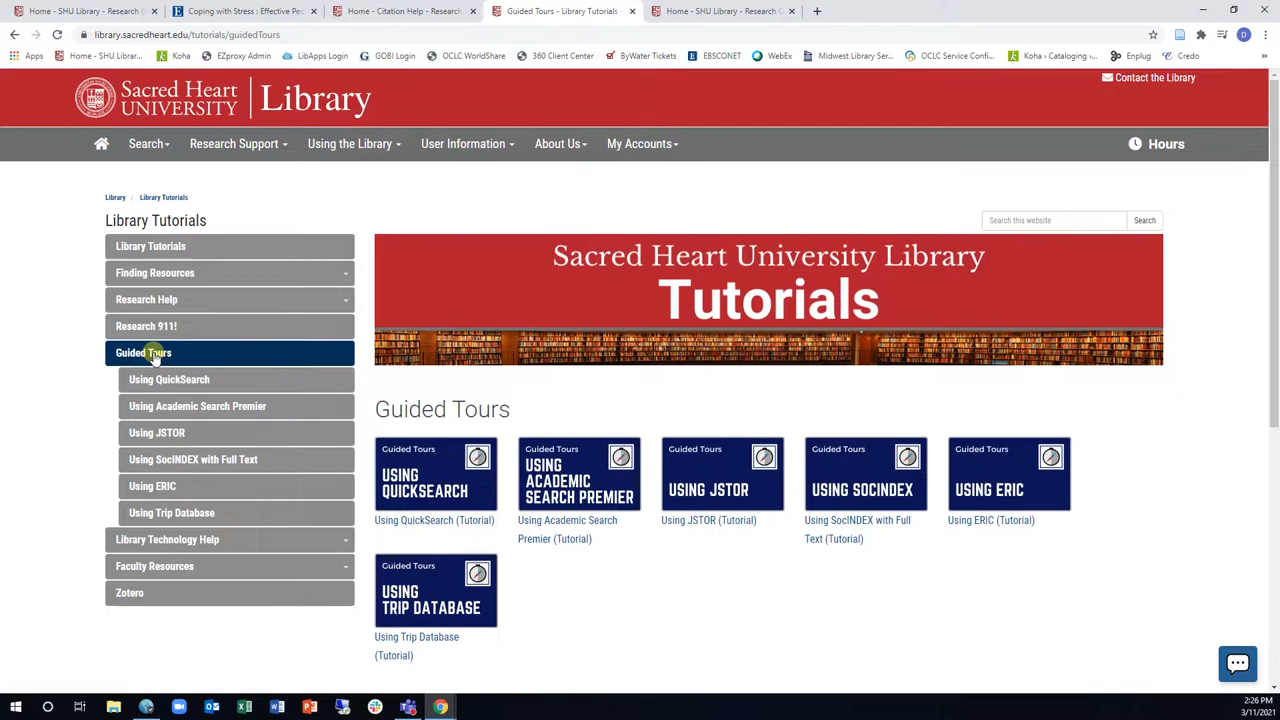 Home - SHU Library - Research G
Coping with Stress : Effective Pe
Home - Citation Help - Research
Guided Tours - Library Tutorials
Home - SHU Library - Research G
library.sacredheart.edu/tutorials/guidedTours
D
Apps
Home - SHU Librar...
Koha
EZproxy Admin
LibApps Login
GOBI Login
OCLC WorldShare
360 Client Center
ByWater Tickets
EBSCONET
WebEx
Midwest Library Ser...
OCLC Service Confi...
Koha › Cataloging ›...
Enplug
Credo
Sacred Heart
UNIVERSITY
Library
Contact the Library
Search
Research Support
Using the Library
User Information
About Us
My Accounts
Hours
Library / Library Tutorials
Library Tutorials
Search this website
Search
Library Tutorials
Finding Resources
Research Help
Research 911!
Guided Tours
Using QuickSearch
Using Academic Search Premier
Using JSTOR
Using SocINDEX with Full Text
Using ERIC
Using Trip Database
Library Technology Help
Faculty Resources
Zotero
Sacred Heart University Library
Tutorials
Guided Tours
Guided Tours
USING
QUICKSEARCH
Using QuickSearch (Tutorial)
Guided Tours
USING
ACADEMIC
SEARCH PREMIER
Using Academic Search
Premier (Tutorial)
Guided Tours
USING JSTOR
Using JSTOR (Tutorial)
Guided Tours
USING SOCINDEX
Using SocINDEX with Full
Text (Tutorial)
Guided Tours
USING ERIC
Using ERIC (Tutorial)
Guided Tours
USING
TRIP DATABASE
Using Trip Database
(Tutorial)
2:26 PM
3/11/2021